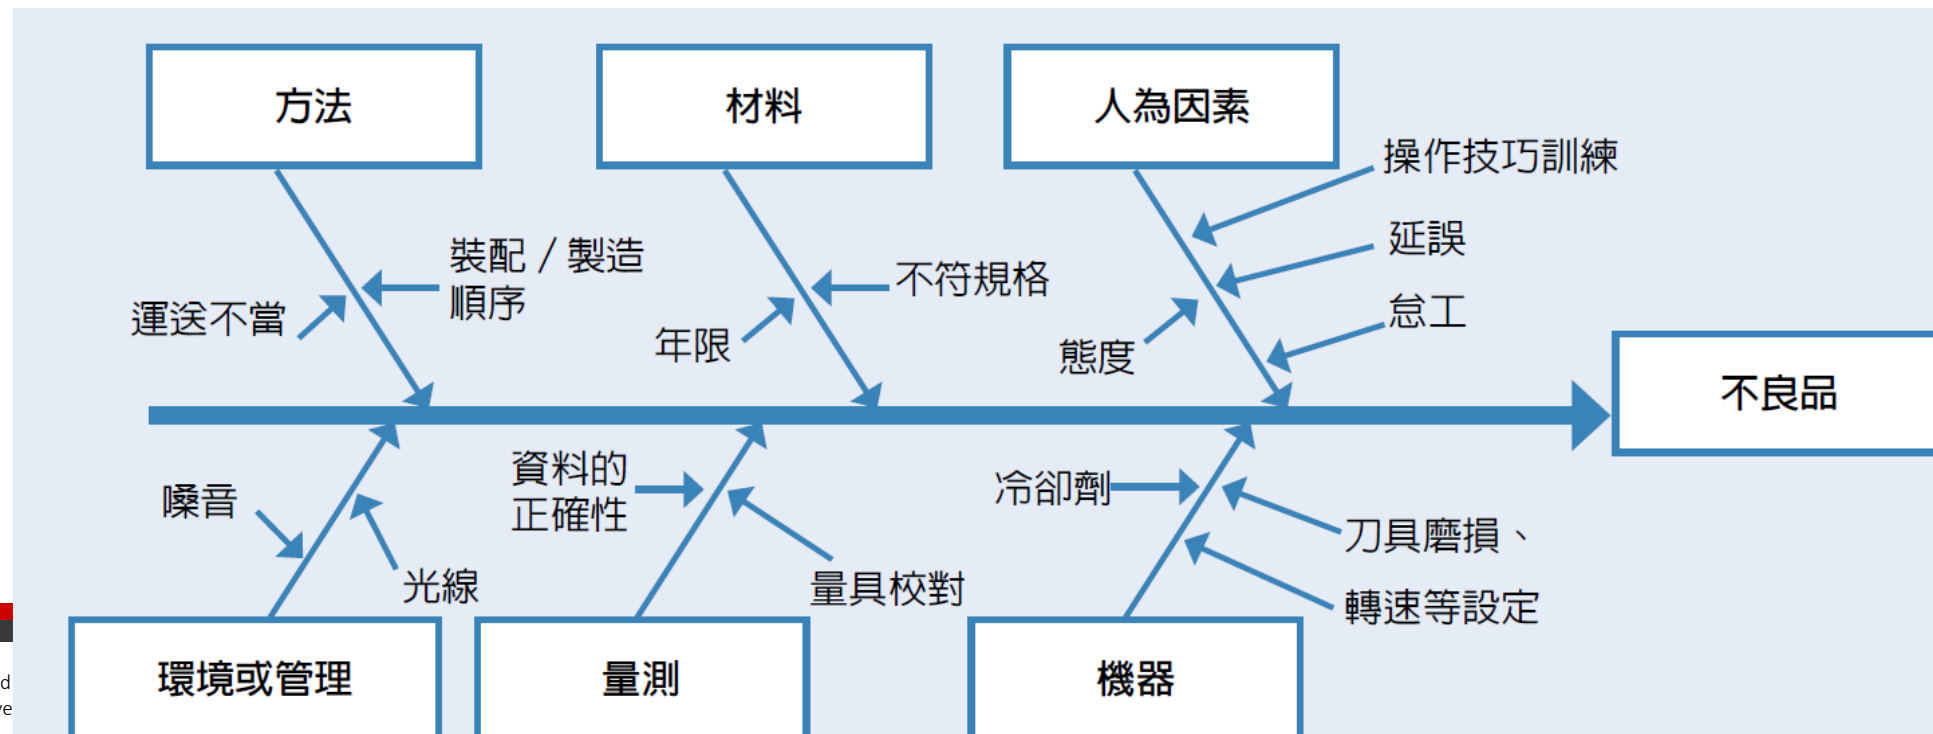 方法
材料
人為因素
操作技巧訓練
延誤
怠工
裝配 / 製造
順序
運送不當
不符規格
年限
態度
不良品
嗓音
光線
資料的
正確性
量具校對
冷卻劑
刀具磨損、
轉速等設定
環境或管理
量測
機器
d
ve